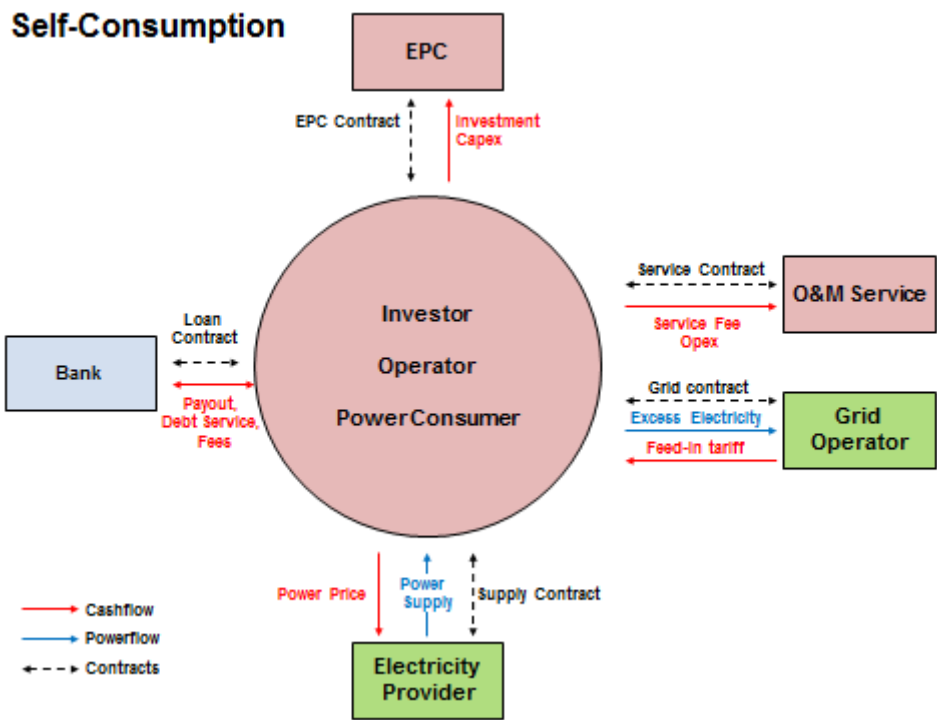 Self-Consumption
EPC
EPC Contract
Investment
Capex
Investor
Operator
Power Consumer
Service Contract
O&M Service
Service Fee
Opex
Loan
Contract
Bank
Payout,
Debt Service,
Fees
Grid contract
Excess Electricity
Feed-in tariff
Grid
Operator
Power Price
Power
Supply
Supply Contract
Electricity
Provider
Cashflow
Powerflow
Contracts